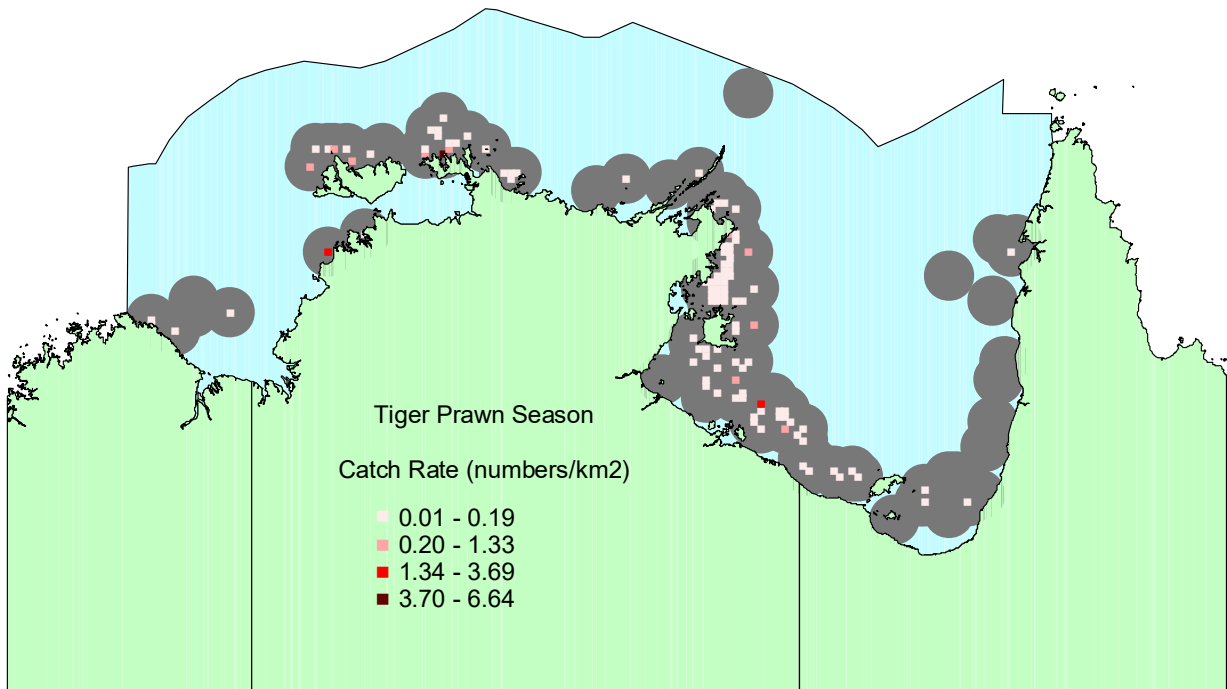 Tiger Prawn Season
Catch Rate (numbers/km2)
0.01 - 0.19
0.20 - 1.33
1.34 - 3.69
3.70 - 6.64